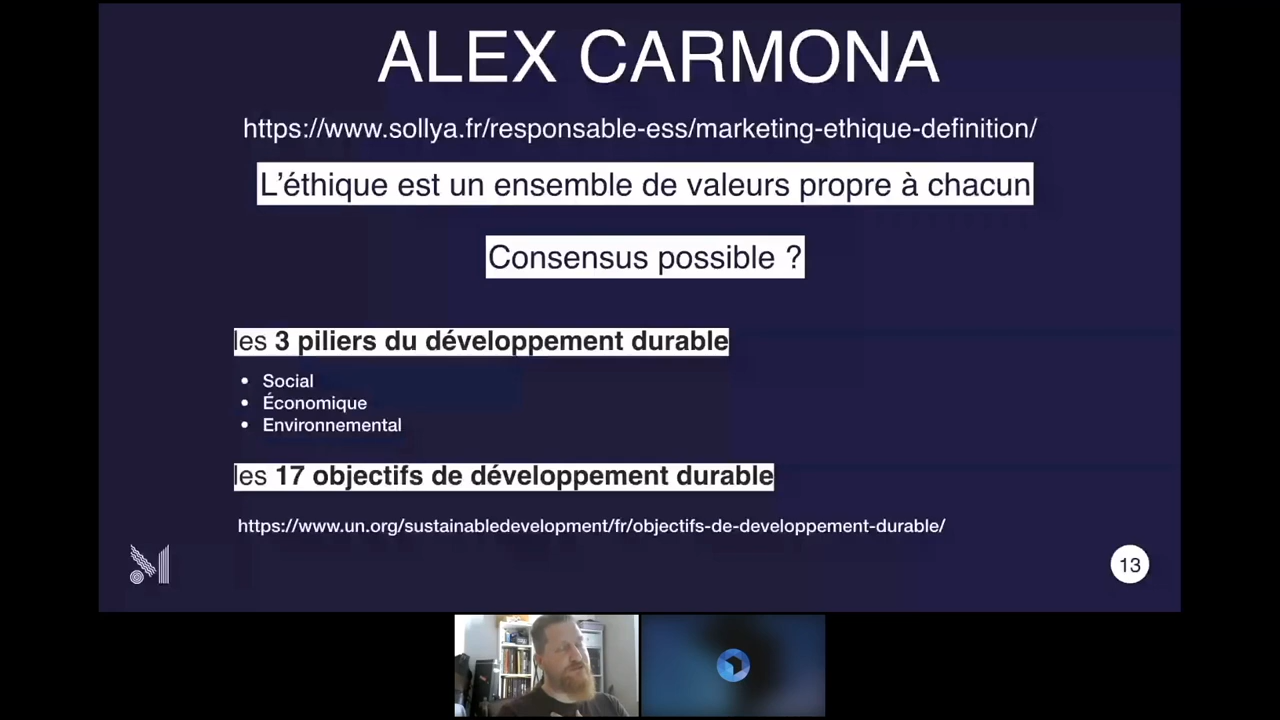 ALEX CARMONA
https://www.sollya.fr/responsable-ess/marketing-ethique-definition/
L’éthique est un ensemble de valeurs propre à chacun
Consensus possible ?
les 3 piliers du développement durable
• Social
• Économique
• Environnemental
les 17 objectifs de développement durable
https://www.un.org/sustainabledevelopment/fr/objectifs-de-developpement-durable/
13